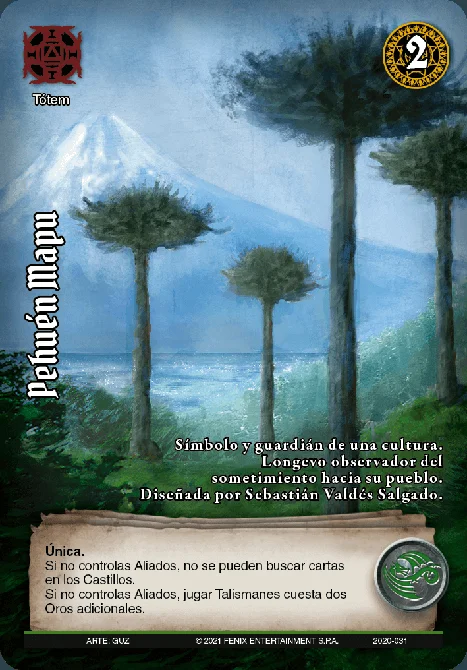 2
Tótem
Pehuén Mapu
Símbolo y guardián de una cultura.
Longevo observador del
sometimiento hacia su pueblo.
Diseñada por Sebastián Valdés Salgado.
Única.
Si no controlas Aliados, no se pueden buscar cartas
en los Castillos.
Si no controlas Aliados, jugar Talismanes cuesta dos
Oros adicionales.
ARTE: GUZ
© 2021 FENIX ENTERTAINMENT S.P.A.
2020-031